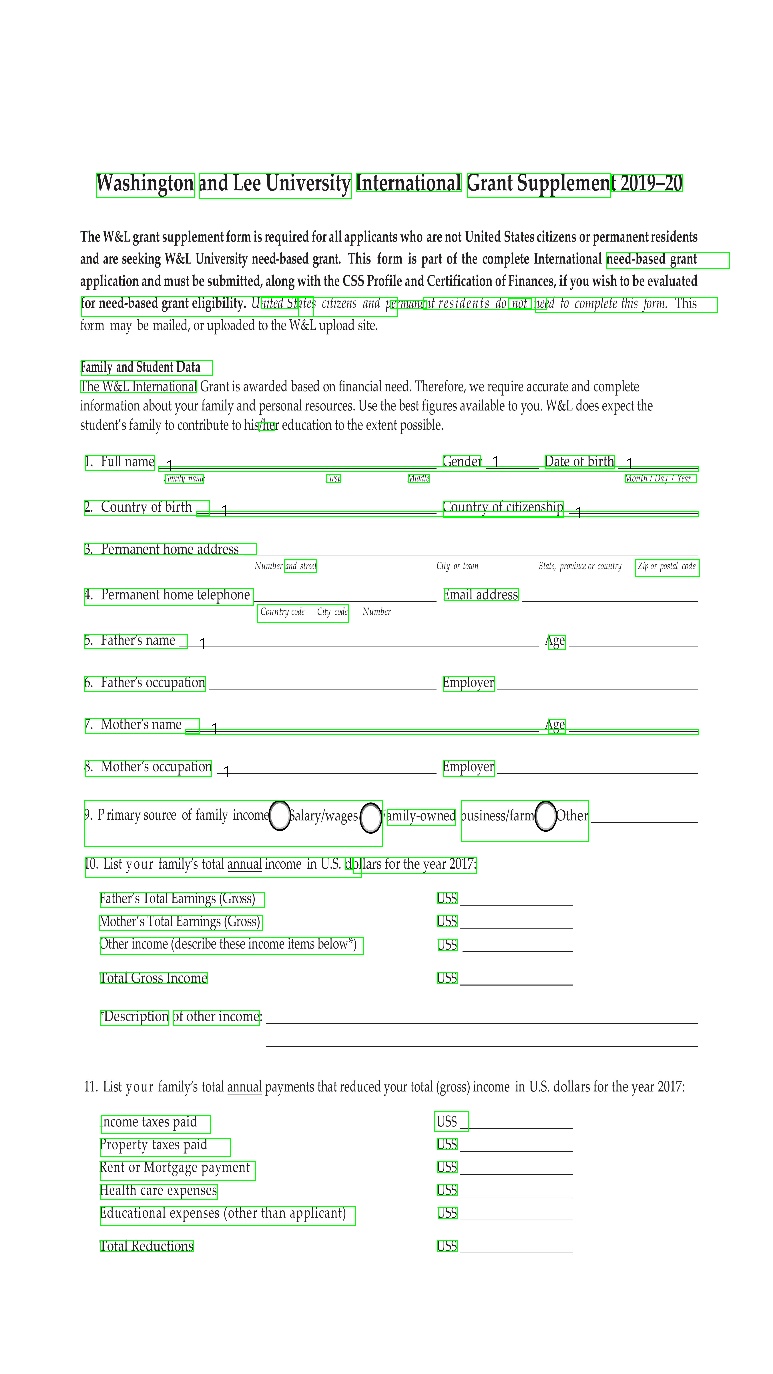 Washington and Lee University International Grant Supplement 2019–20
The W&L grant supplement form is required for all applicants who are not United States citizens or permanent residents
and are seeking W&L University need-based grant. This form is part of the complete International need-based grant
application and must be submitted, along with the CSS Profile and Certification of Finances, if you wish to be evaluated
for need-based grant eligibility. United States citizens and permanent residents do not need to complete this form. This
form may be mailed, or uploaded to the W&L upload site.
Family and Student Data
The W&L International Grant is awarded based on financial need. Therefore, we require accurate and complete
information about your family and personal resources. Use the best figures available to you. W&L does expect the
student's family to contribute to his/her education to the extent possible.
1. Full name 1 Gender 1 Date of birth 1
Family name First Middle Month / Day / Year
2. Country of birth 1 Country of citizenship 1
3. Permanent home address
Number and street City or town State, province or country Zip or postal code
4. Permanent home telephone Email address
Country code City code Number
5. Father's name 1 Age
6. Father's occupation Employer
7. Mother's name 1 Age
8. Mother's occupation 1 Employer
9. Primary source of family income Salary/wages Family-owned business/farm Other
10. List your family's total annual income in U.S. dollars for the year 2017:
Father's Total Earnings (Gross) US$
Mother's Total Earnings (Gross) US$
Other income (describe these income items below*) US$
Total Gross Income US$
*Description of other income:
11. List your family's total annual payments that reduced your total (gross) income in U.S. dollars for the year 2017:
Income taxes paid US$
Property taxes paid US$
Rent or Mortgage payment US$
Health care expenses US$
Educational expenses (other than applicant) US$
Total Reductions US$